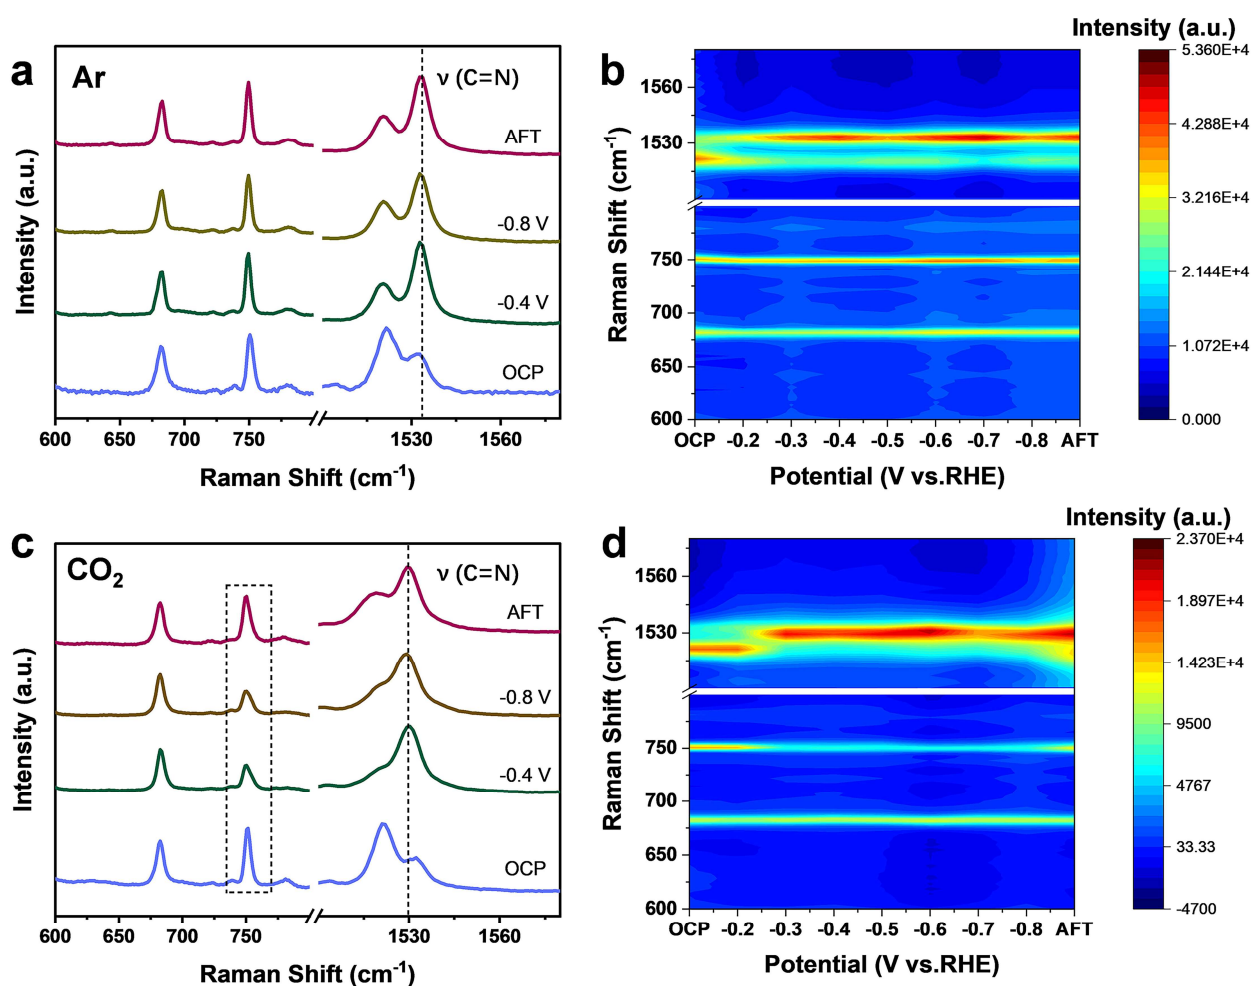 a
Ar
ν (C=N)
AFT
-0.8 V
-0.4 V
OCP
Intensity (a.u.)
600 650 700 750 1530 1560
Raman Shift (cm⁻¹)
b
Intensity (a.u.)
1560
1530
750
700
650
600
Raman Shift (cm⁻¹)
OCP -0.2 -0.3 -0.4 -0.5 -0.6 -0.7 -0.8 AFT
Potential (V vs.RHE)
5.360E+4
4.288E+4
3.216E+4
2.144E+4
1.072E+4
0.000
c
CO₂
ν (C=N)
AFT
-0.8 V
-0.4 V
OCP
Intensity (a.u.)
600 650 700 750 1530 1560
Raman Shift (cm⁻¹)
d
Intensity (a.u.)
1560
1530
750
700
650
600
Raman Shift (cm⁻¹)
OCP -0.2 -0.3 -0.4 -0.5 -0.6 -0.7 -0.8 AFT
Potential (V vs.RHE)
2.370E+4
1.897E+4
1.423E+4
9500
4767
33.33
-4700